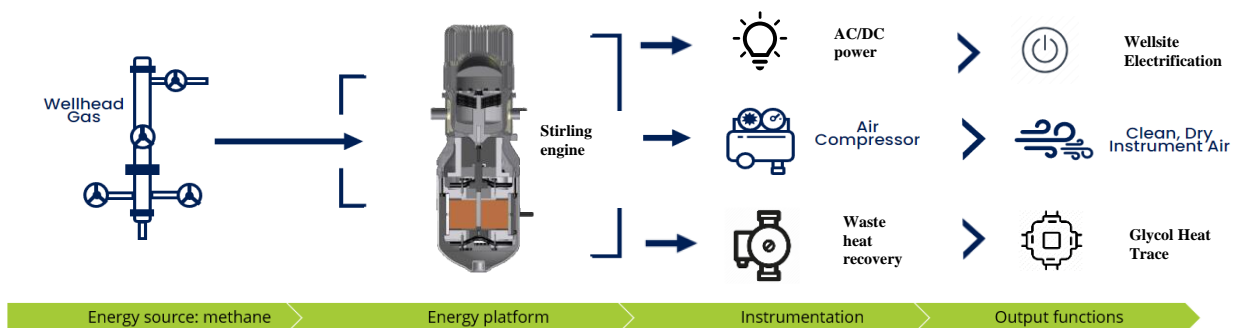 Wellhead
Gas
Stirling
engine
AC/DC
power
Wellsite
Electrification
Air
Compressor
Clean, Dry
Instrument Air
Waste
heat
recovery
Glycol Heat
Trace
Energy source: methane
Energy platform
Instrumentation
Output functions